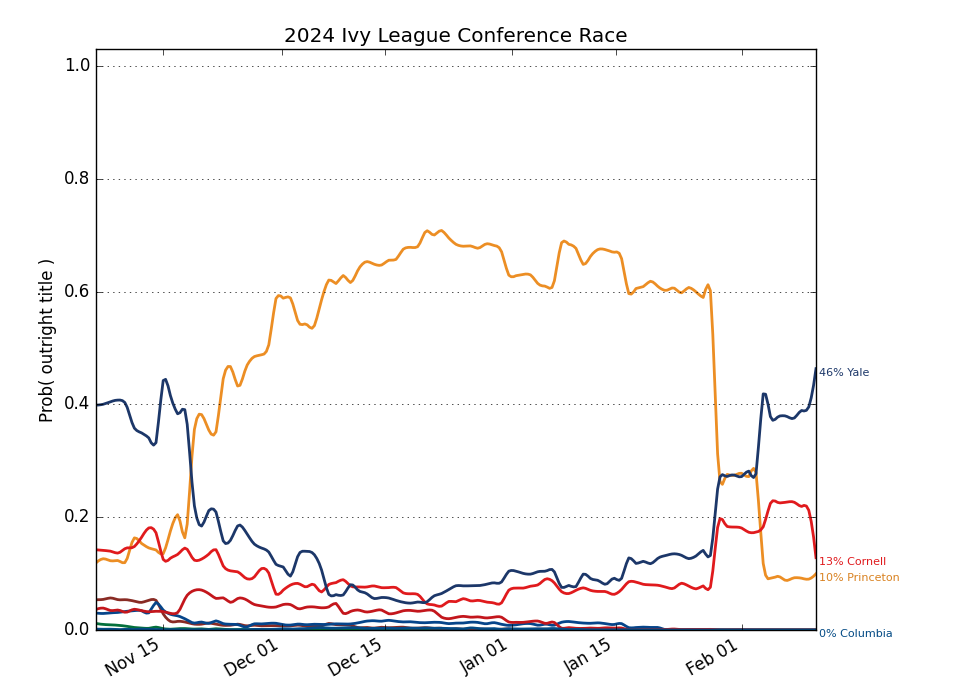 2024 Ivy League Conference Race
Prob( outright title )
1.0
0.8
0.6
0.4
0.2
0.0
46% Yale
13% Cornell
10% Princeton
0% Columbia
Nov 15
Dec 01
Dec 15
Jan 01
Jan 15
Feb 01